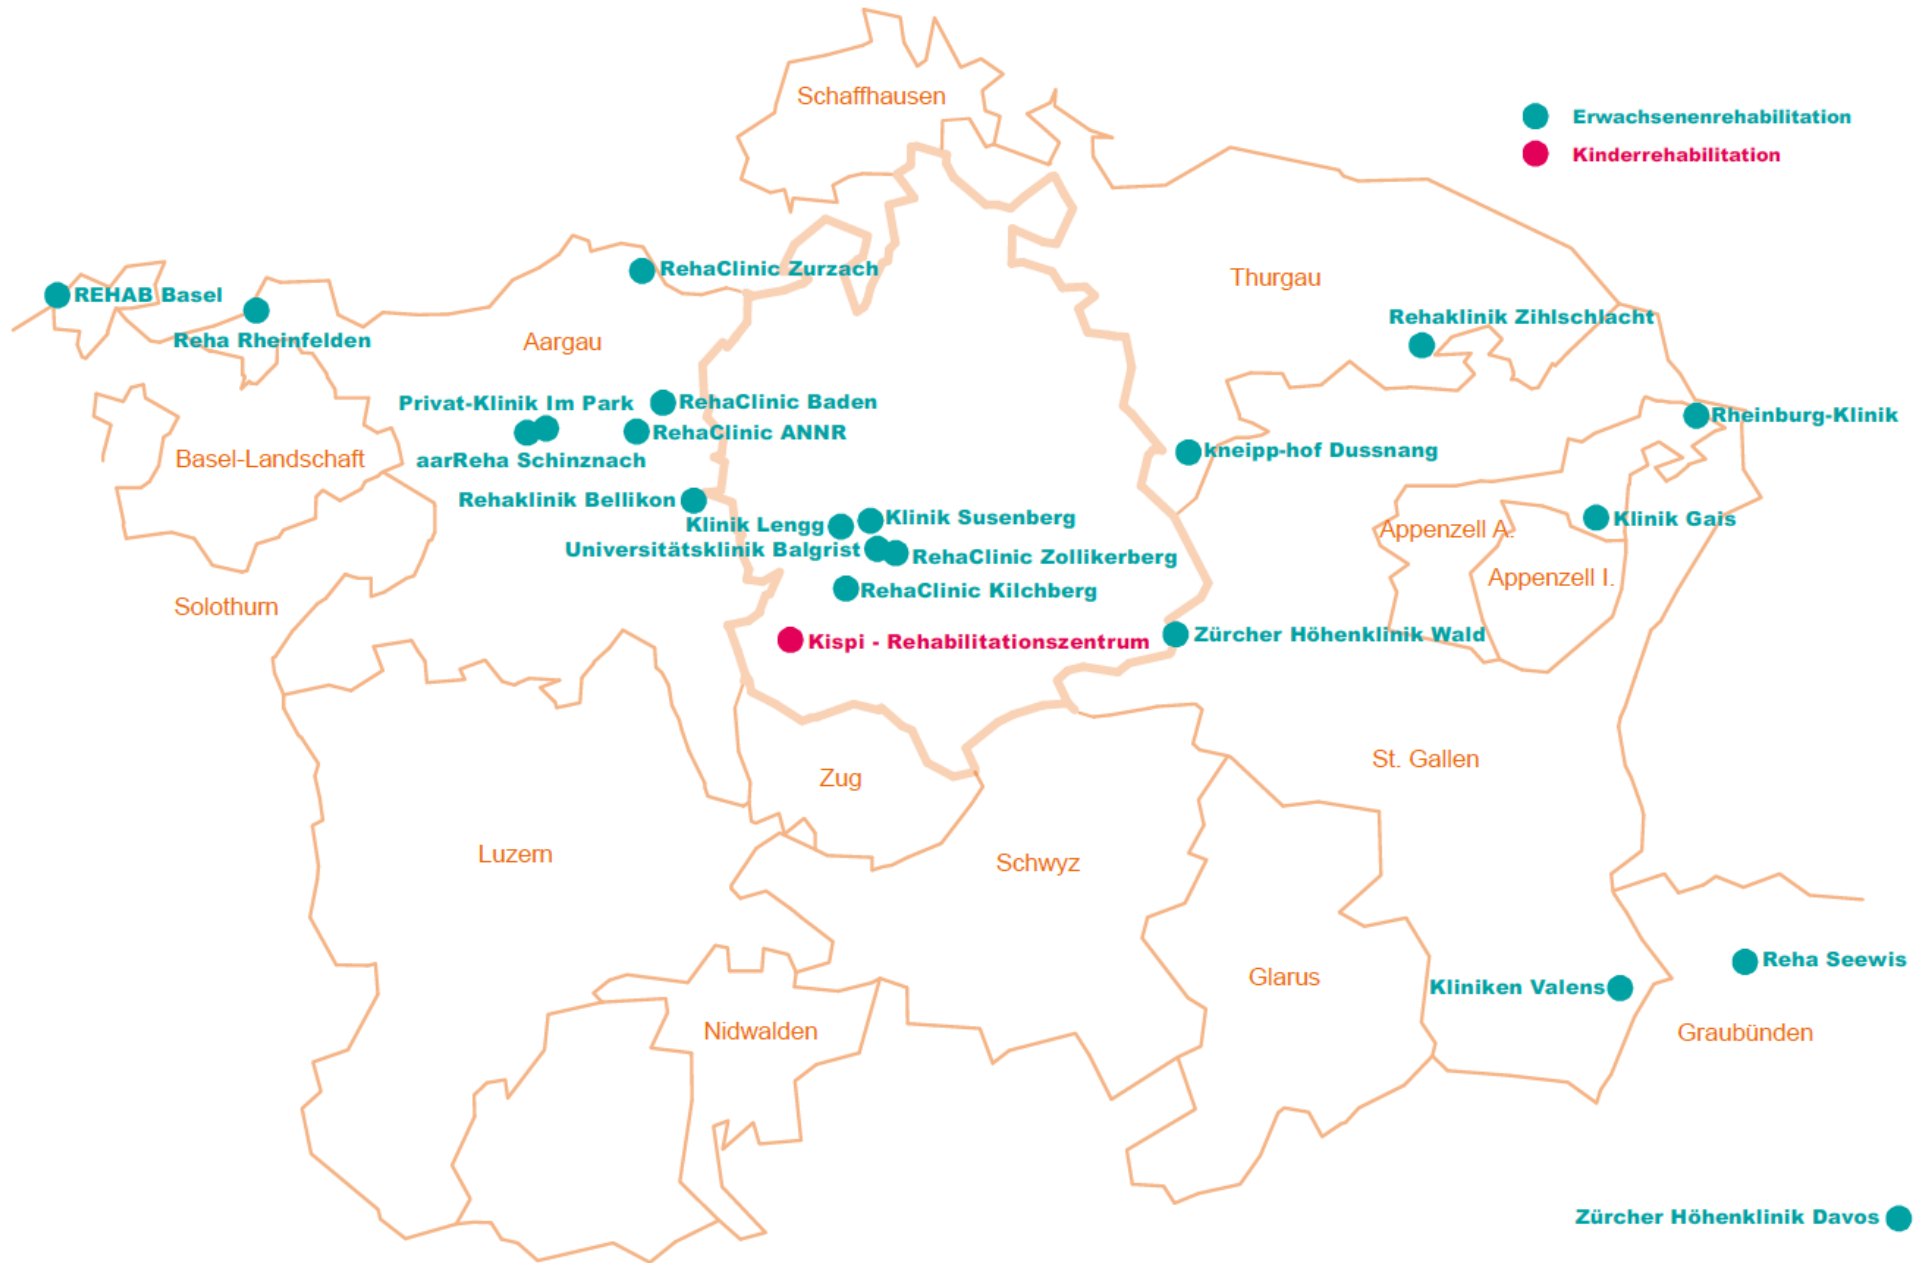 Schaffhausen
Erwachsenenrehabilitation
Kinderrehabilitation
RehaClinic Zurzach
Thurgau
REHAB Basel
Rehaklinik Zihlschlacht
Reha Rheinfelden
Aargau
Privat-Klinik Im Park
RehaClinic Baden
Rheinburg-Klinik
RehaClinic ANNR
kneipp-hof Dussnang
Basel-Landschaft
aarReha Schinznach
Rehaklinik Bellikon
Klinik Lengg
Klinik Susenberg
Klinik Gais
Appenzell A.
Universitätsklinik Balgrist
RehaClinic Zollikerberg
Appenzell I.
RehaClinic Kilchberg
Solothurn
Kispi - Rehabilitationszentrum
Zürcher Höhenklinik Wald
St. Gallen
Zug
Luzern
Schwyz
Reha Seewis
Glarus
Kliniken Valens
Nidwalden
Graubünden
Zürcher Höhenklinik Davos